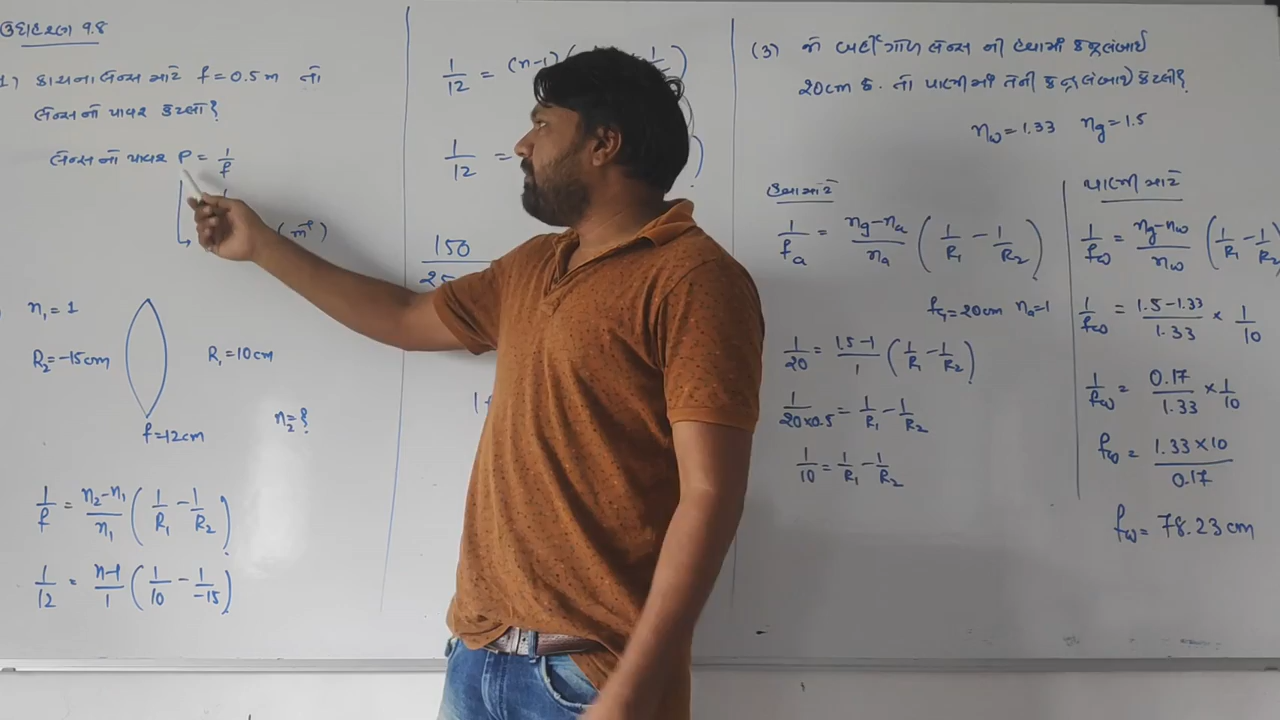 ઉદાહરણ 9.8
1) કાચના લેન્સ માટે f = 0.5 m તો
લેન્સનો પાવર કેટલો?
લેન્સ નો પાવર P = 1/f
(m⁻¹)
n₁ = 1
R₂ = -15cm
R₁ = 10cm
f = 12cm
n₂ = ?
1/f = (n₂-n₁)/n₁ (1/R₁ - 1/R₂)
1/12 = (n-1)/1 (1/10 - 1/-15)
1/12 = (n-1)(
1/12 =
150
(3) જો બહિર્ગોળ લેન્સ ની હવામાં કેન્દ્રલંબાઈ
20cm છે. તો પાણીમાં તેની કેન્દ્રલંબાઈ કેટલી?
n_w = 1.33 n_g = 1.5
હવા માટે
1/f_a = (n_g - n_a)/n_a (1/R₁ - 1/R₂)
f_a = 20cm n_a = 1
1/20 = (1.5-1)/1 (1/R₁ - 1/R₂)
1/(20×0.5) = 1/R₁ - 1/R₂
1/10 = 1/R₁ - 1/R₂
પાણી માટે
1/f_w = (n_g - n_w)/n_w (1/R₁ - 1/R₂
1/f_w = (1.5 - 1.33)/1.33 × 1/10
1/f_w = 0.17/1.33 × 1/10
f_w = (1.33 × 10)/0.17
f_w = 78.23 cm